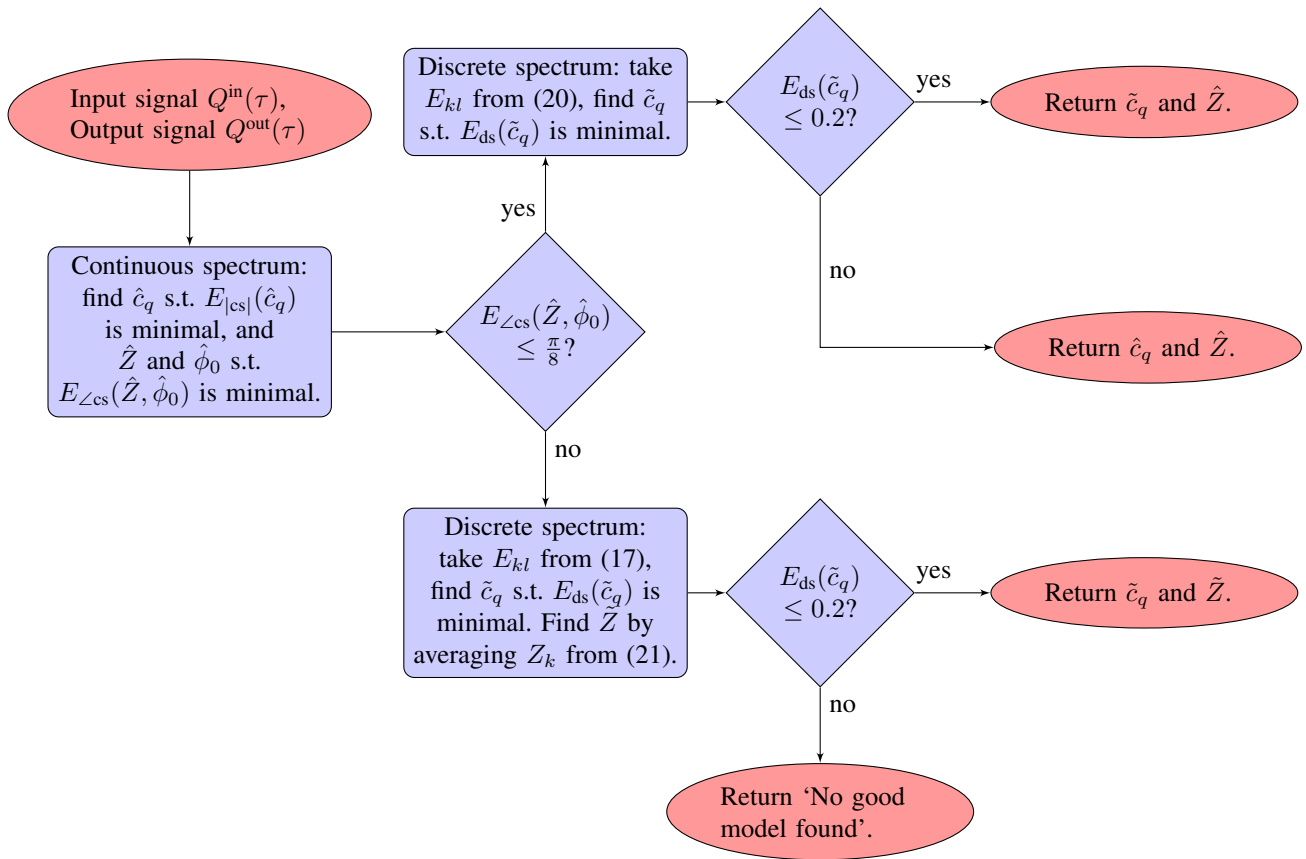 Input signal Q^in(τ),
Output signal Q^out(τ)
Continuous spectrum:
find ĉ_q s.t. E_|cs|(ĉ_q)
is minimal, and
Ẑ and φ̂_0 s.t.
E_∠cs(Ẑ, φ̂_0) is minimal.
E_∠cs(Ẑ, φ̂_0)
≤ π/8?
yes
no
Discrete spectrum: take
E_kl from (20), find c̃_q
s.t. E_ds(c̃_q) is minimal.
E_ds(c̃_q)
≤ 0.2?
yes
Return c̃_q and Ẑ.
no
Return ĉ_q and Ẑ.
Discrete spectrum:
take E_kl from (17),
find c̃_q s.t. E_ds(c̃_q) is
minimal. Find Z̃ by
averaging Z_k from (21).
E_ds(c̃_q)
≤ 0.2?
yes
Return c̃_q and Z̃.
no
Return ‘No good
model found’.